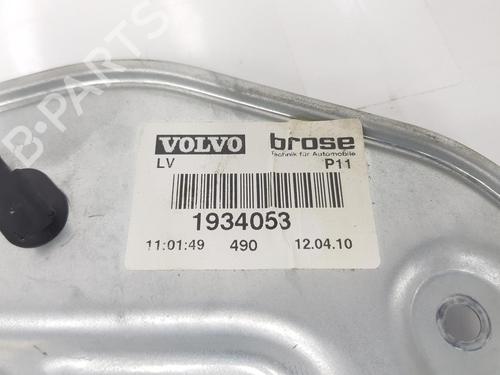 VOLVO brose
Technik für Automobile
LV P11
1934053
11:01:49 490 12.04.10
B-PARTS